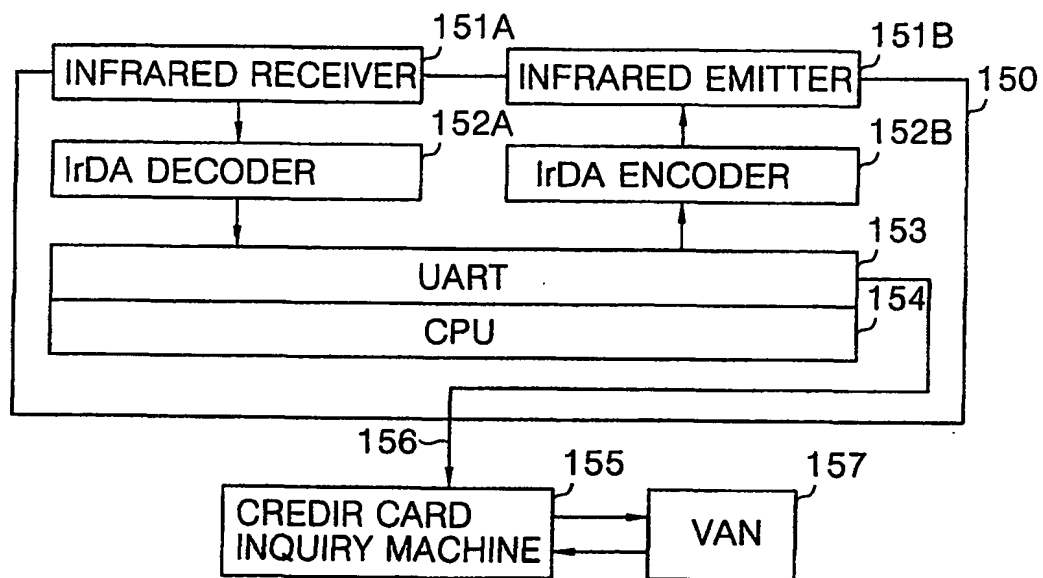 151A
151B
INFRARED RECEIVER
INFRARED EMITTER
150
152A
152B
IrDA DECODER
IrDA ENCODER
153
UART
154
CPU
156
155
157
CREDIR CARD
INQUIRY MACHINE
VAN